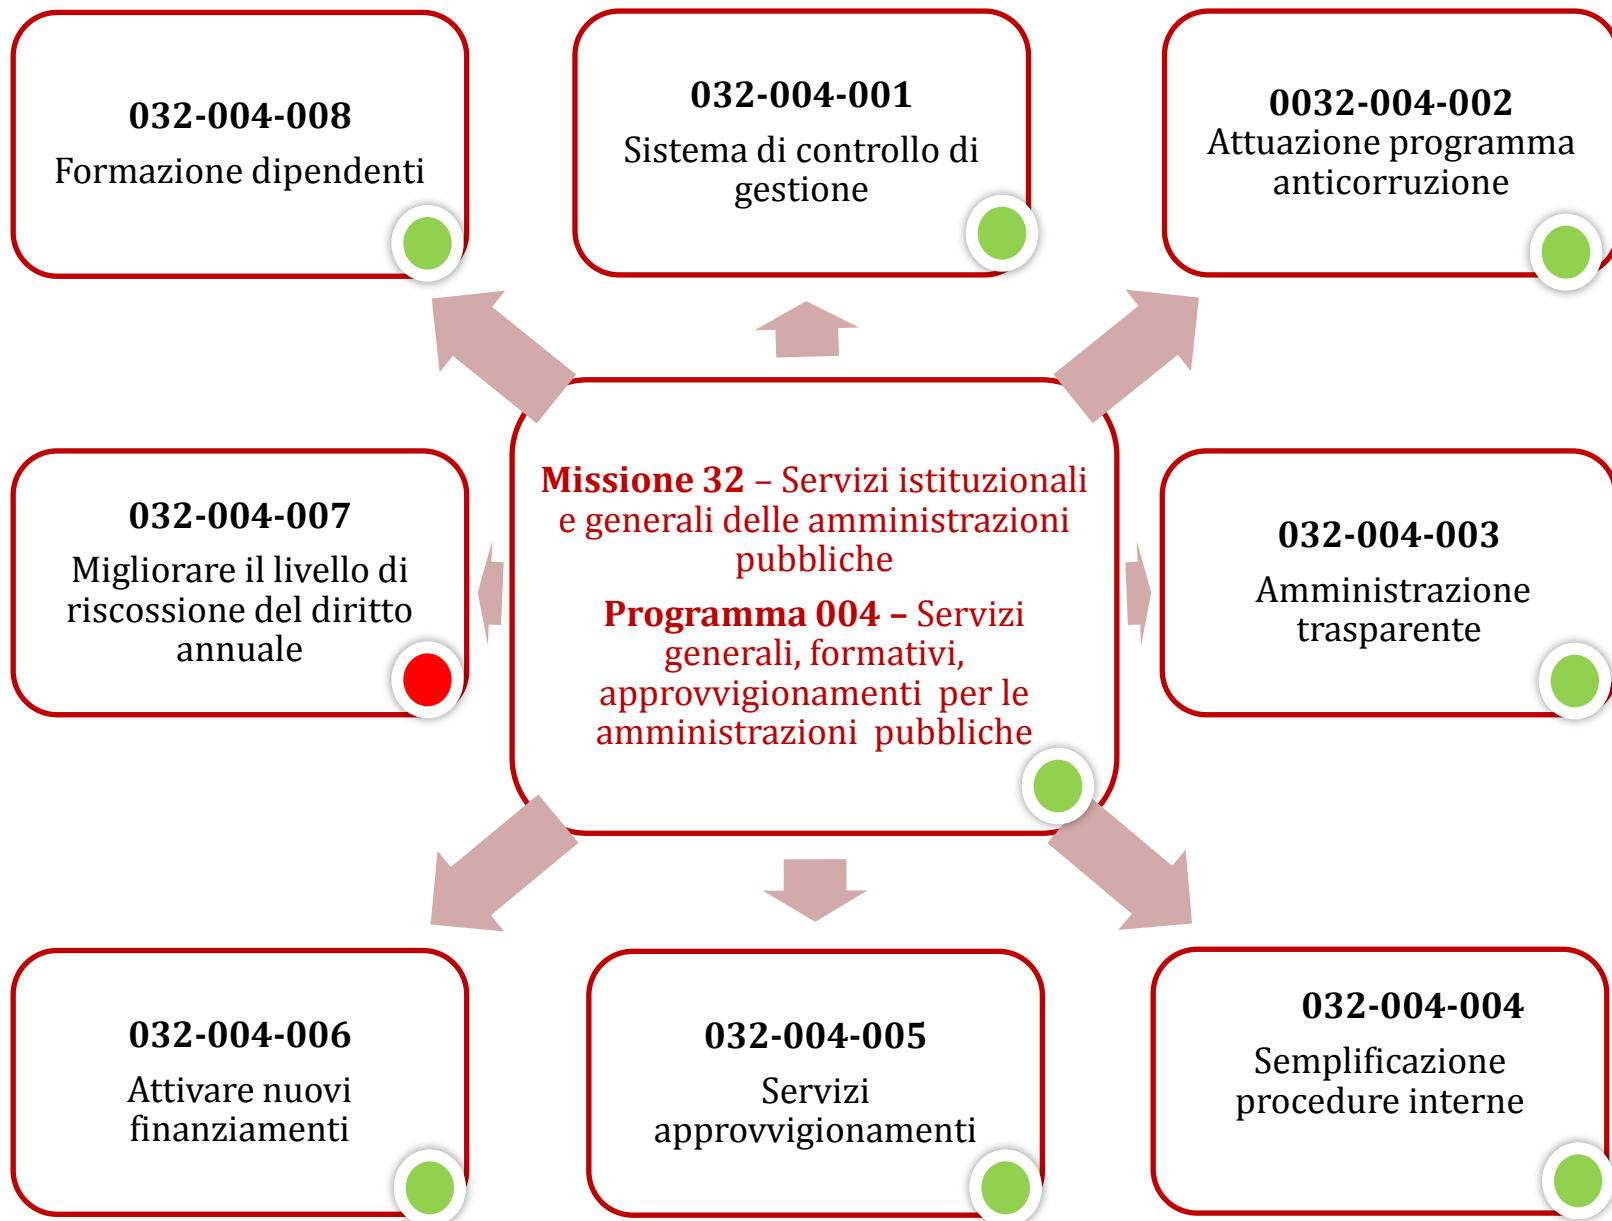 032-004-008
Formazione dipendenti
032-004-001
Sistema di controllo di
gestione
0032-004-002
Attuazione programma
anticorruzione
032-004-007
Migliorare il livello di
riscossione del diritto
annuale
Missione 32 – Servizi istituzionali
e generali delle amministrazioni
pubbliche
Programma 004 – Servizi
generali, formativi,
approvvigionamenti per le
amministrazioni pubbliche
032-004-003
Amministrazione
trasparente
032-004-006
Attivare nuovi
finanziamenti
032-004-005
Servizi
approvvigionamenti
032-004-004
Semplificazione
procedure interne